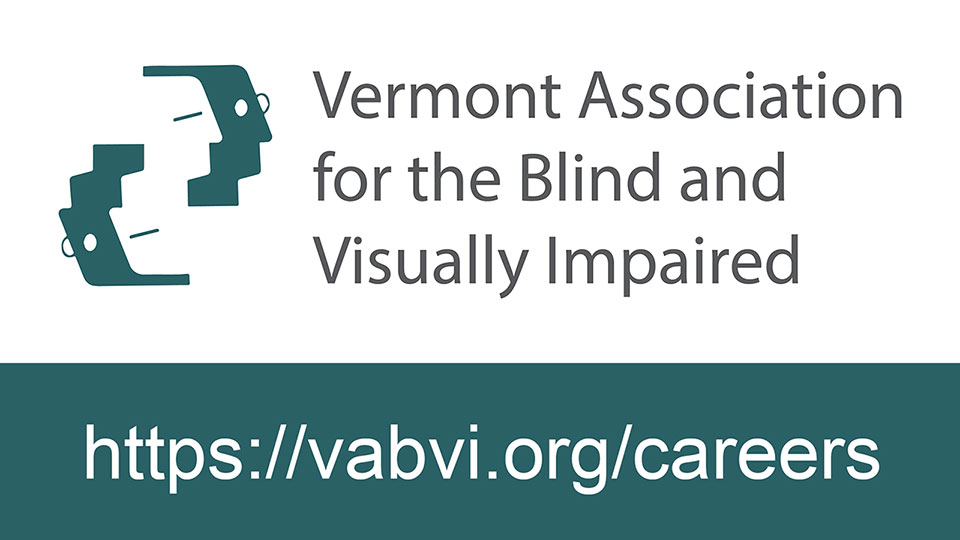 Vermont Association
for the Blind and
Visually Impaired
https://vabvi.org/careers